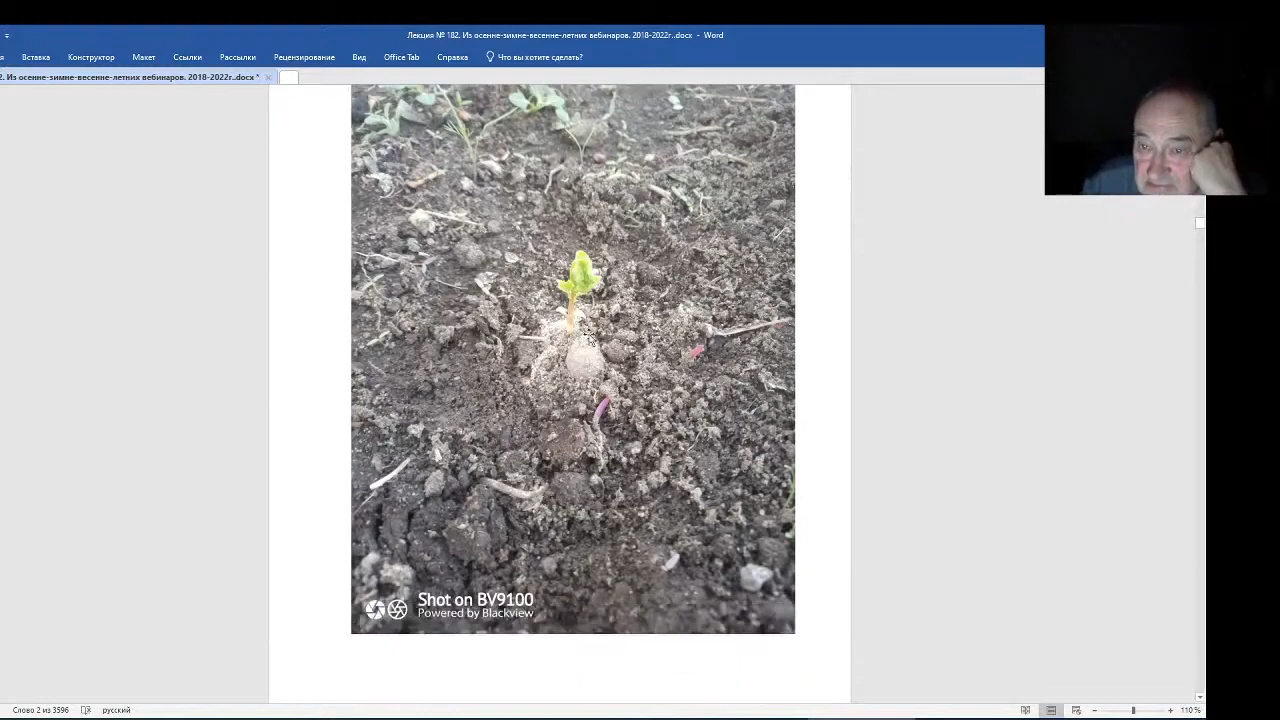 Лекция № 182. Из осенне-зимне-весенне-летних вебинаров. 2018-2022г..docx - Word
Вставка Конструктор Макет Ссылки Рассылки Рецензирование Вид Office Tab Справка Что вы хотите сделать?
2. Из осенне-зимне-весенне-летних вебинаров. 2018-2022г..docx *
Shot on BV9100
Powered by Blackview
Слово 2 из 3596 русский 110%